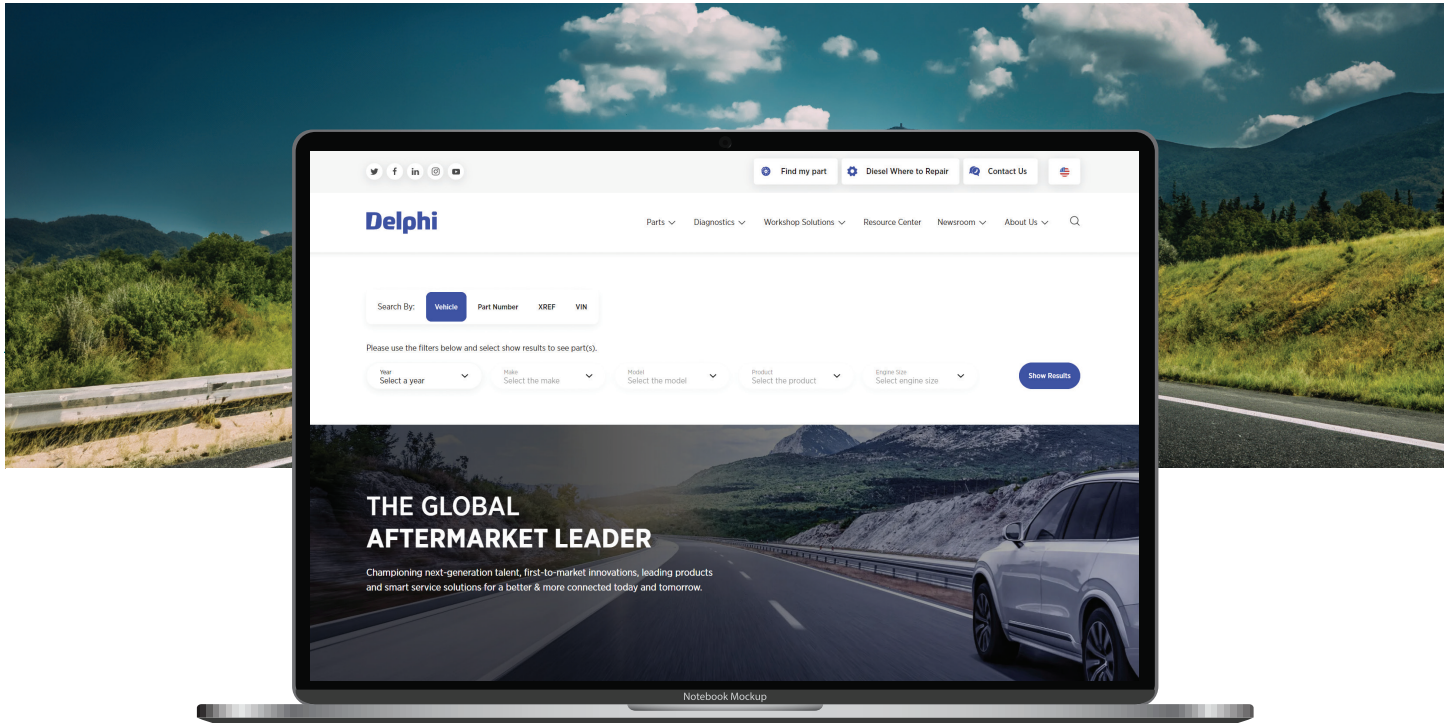 Find my part
Diesel Where to Repair
Contact Us
Delphi
Parts
Diagnostics
Workshop Solutions
Resource Center
Newsroom
About Us
Search By:
Vehicle
Part Number
XREF
VIN
Please use the filters below and select show results to see part(s).
Year
Select a year
Make
Select the make
Model
Select the model
Product
Select the product
Engine Size
Select engine size
Show Results
THE GLOBAL
AFTERMARKET LEADER
Championing next-generation talent, first-to-market innovations, leading products
and smart service solutions for a better & more connected today and tomorrow.
Notebook Mockup